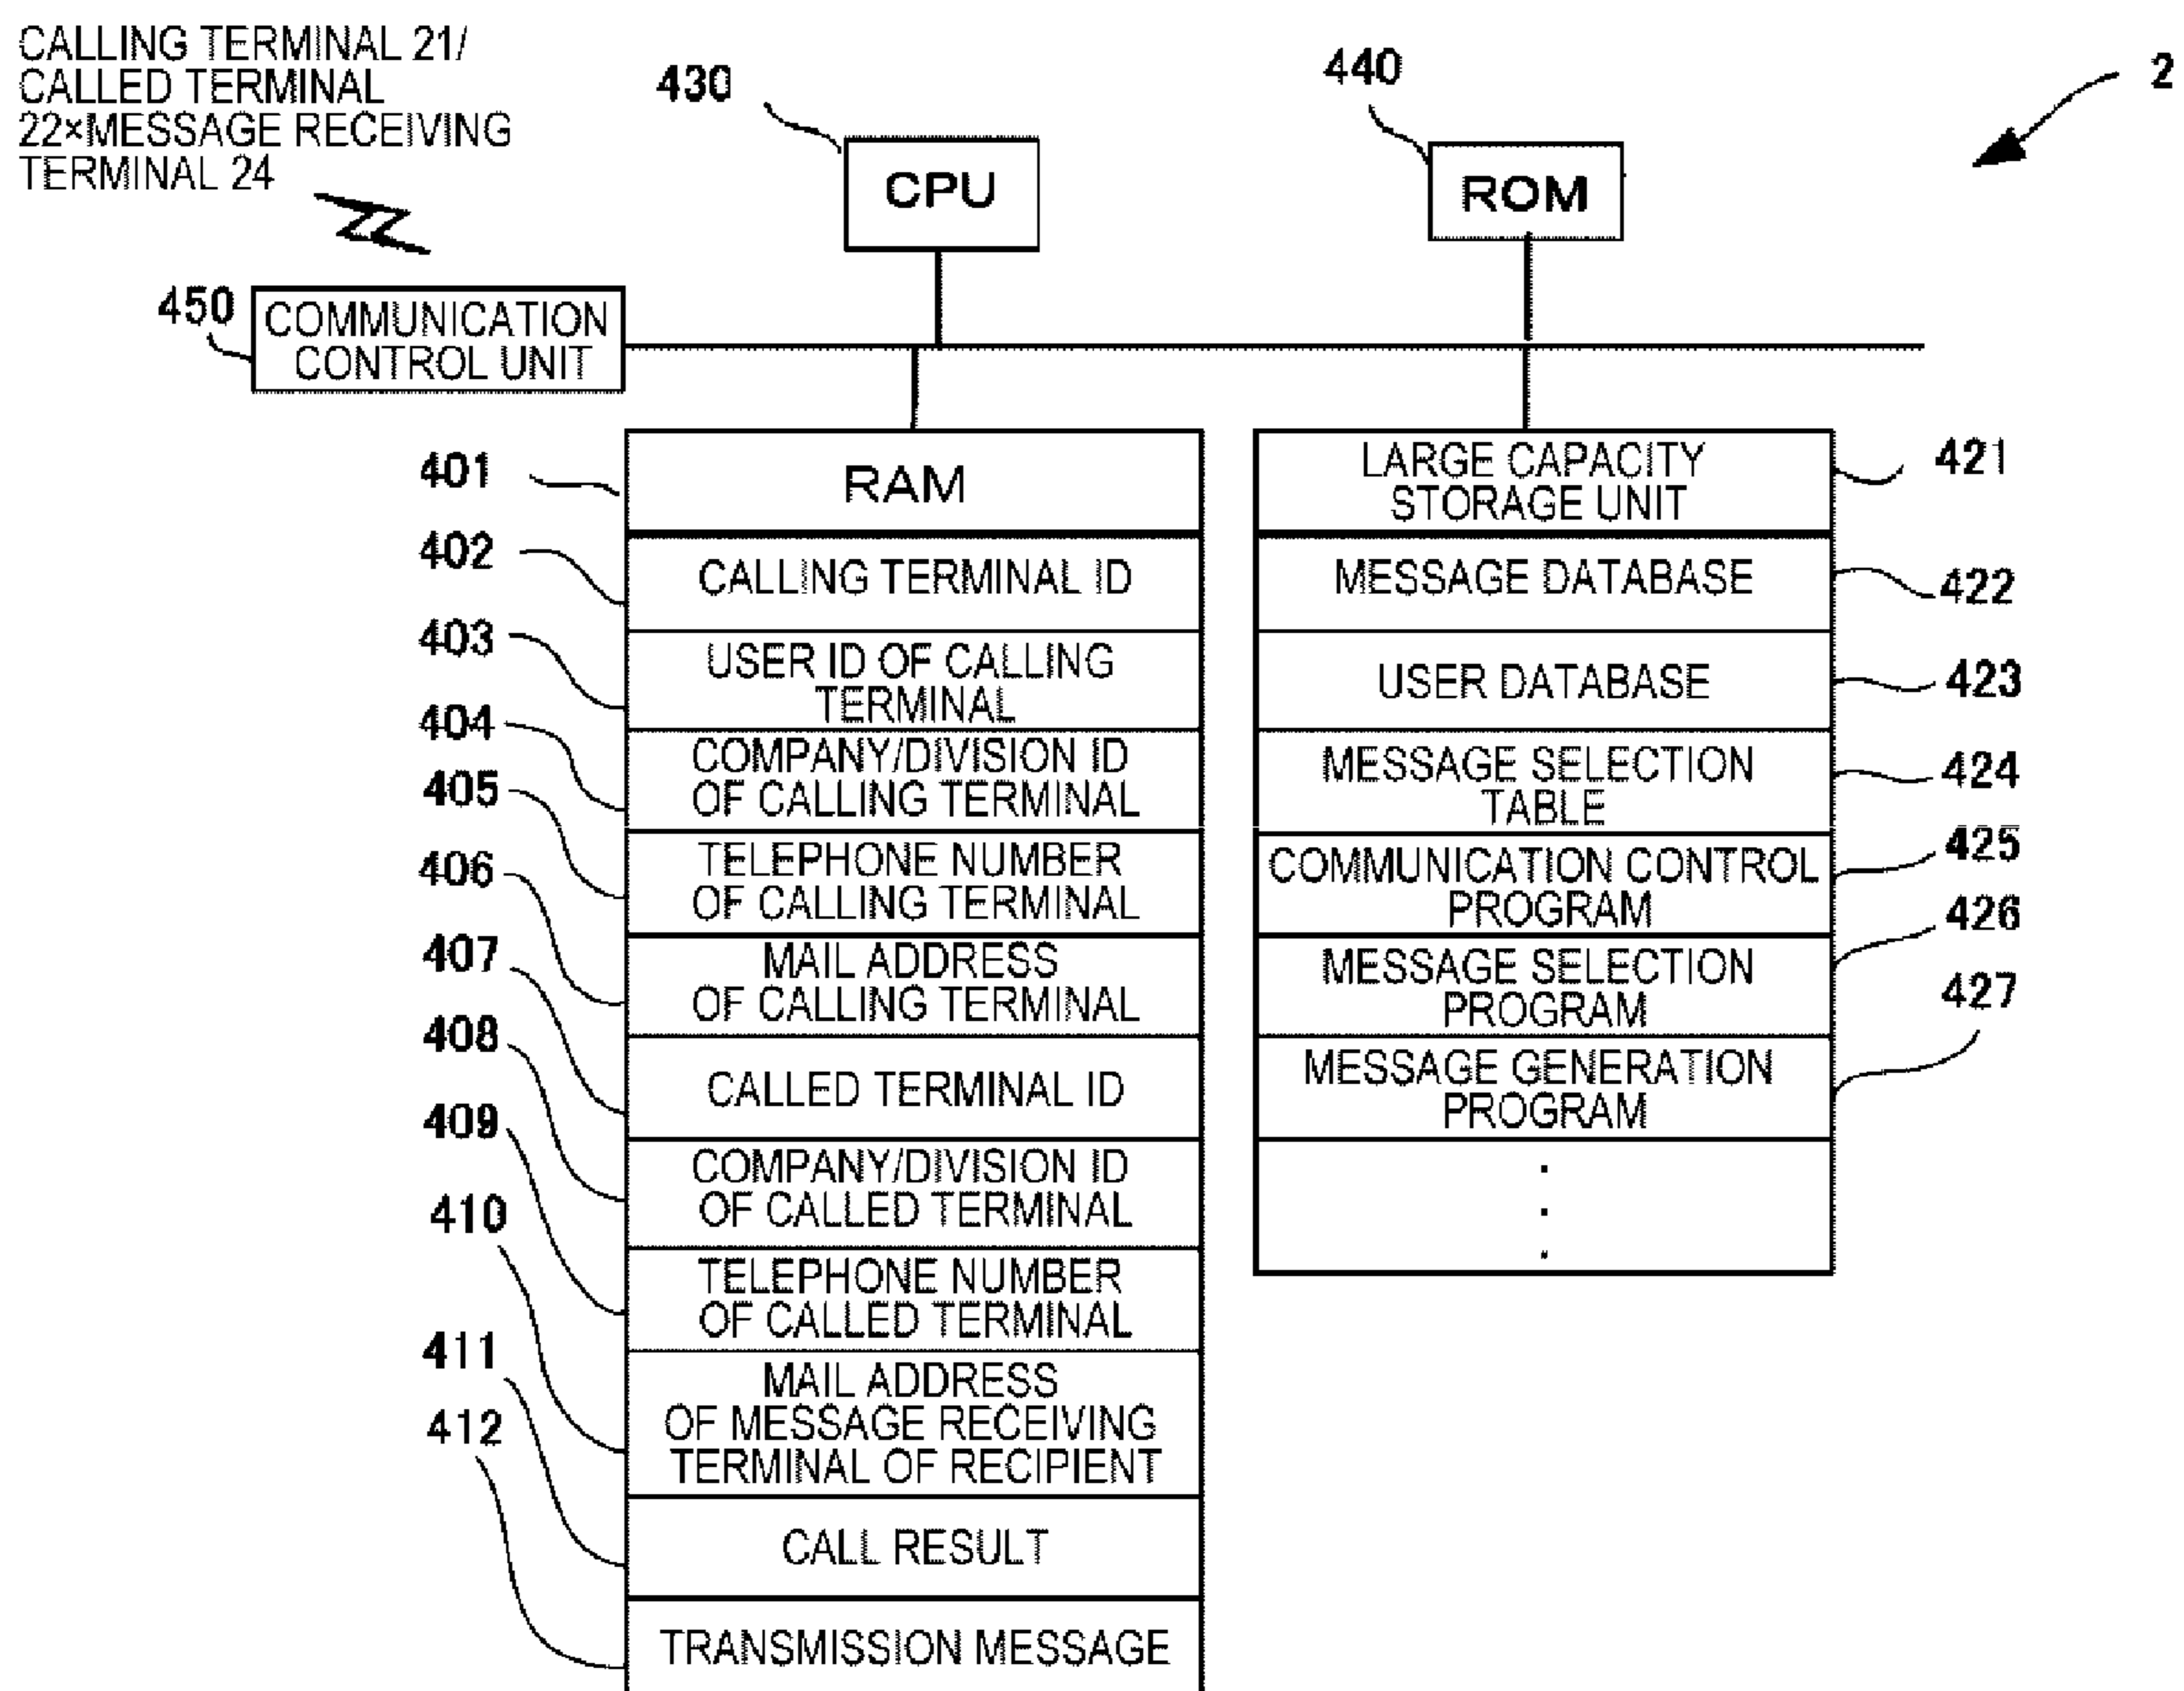 CALLING TERMINAL 21/
CALLED TERMINAL
22×MESSAGE RECEIVING
TERMINAL 24
430
440
2
CPU
ROM
450
COMMUNICATION
CONTROL UNIT
401
RAM
402
CALLING TERMINAL ID
403
USER ID OF CALLING
TERMINAL
404
COMPANY/DIVISION ID
OF CALLING TERMINAL
405
TELEPHONE NUMBER
OF CALLING TERMINAL
406
MAIL ADDRESS
OF CALLING TERMINAL
407
CALLED TERMINAL ID
408
COMPANY/DIVISION ID
OF CALLED TERMINAL
409
TELEPHONE NUMBER
OF CALLED TERMINAL
410
MAIL ADDRESS
OF MESSAGE RECEIVING
TERMINAL OF RECIPIENT
411
CALL RESULT
412
TRANSMISSION MESSAGE
LARGE CAPACITY
STORAGE UNIT
421
MESSAGE DATABASE
422
USER DATABASE
423
MESSAGE SELECTION
TABLE
424
COMMUNICATION CONTROL
PROGRAM
425
MESSAGE SELECTION
PROGRAM
426
MESSAGE GENERATION
PROGRAM
427
.
.
.